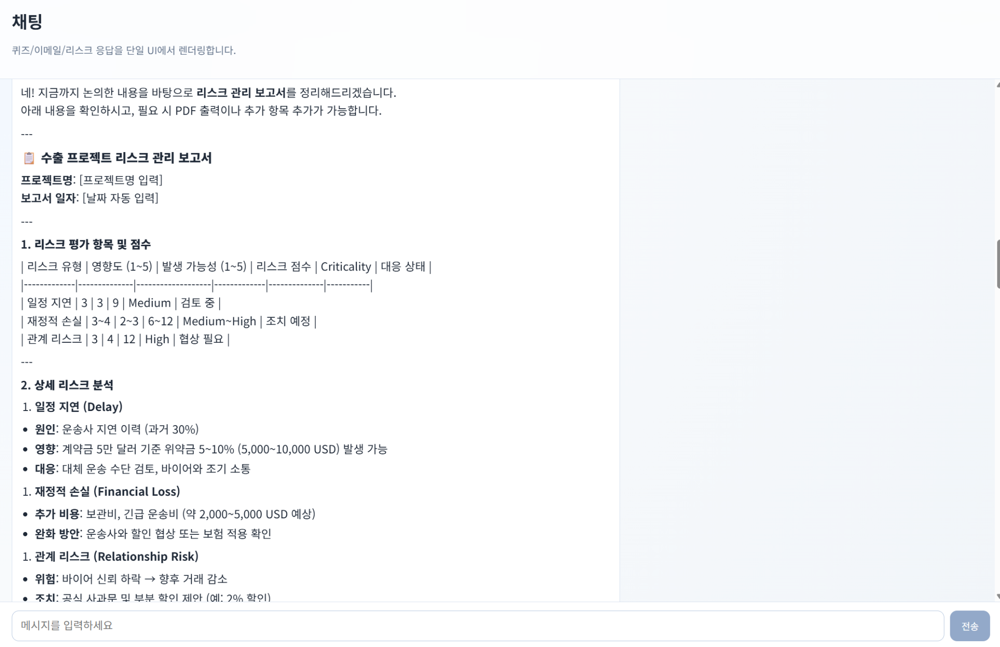 채팅
퀴즈/이메일/리스크 응답을 단일 UI에서 렌더링합니다.
네! 지금까지 논의한 내용을 바탕으로 리스크 관리 보고서를 정리해드리겠습니다.
아래 내용을 확인하시고, 필요 시 PDF 출력이나 추가 항목 추가가 가능합니다.
---
📋 수출 프로젝트 리스크 관리 보고서
프로젝트명: [프로젝트명 입력]
보고서 일자: [날짜 자동 입력]
---
1. 리스크 평가 항목 및 점수
| 리스크 유형 | 영향도 (1~5) | 발생 가능성 (1~5) | 리스크 점수 | Criticality | 대응 상태 |
|-------------|--------------|-------------------|-------------|--------------|-----------|
| 일정 지연 | 3 | 3 | 9 | Medium | 검토 중 |
| 재정적 손실 | 3~4 | 2~3 | 6~12 | Medium~High | 조치 예정 |
| 관계 리스크 | 3 | 4 | 12 | High | 협상 필요 |
---
2. 상세 리스크 분석
1. 일정 지연 (Delay)
• 원인: 운송사 지연 이력 (과거 30%)
• 영향: 계약금 5만 달러 기준 위약금 5~10% (5,000~10,000 USD) 발생 가능
• 대응: 대체 운송 수단 검토, 바이어와 조기 소통
1. 재정적 손실 (Financial Loss)
• 추가 비용: 보관비, 긴급 운송비 (약 2,000~5,000 USD 예상)
• 완화 방안: 운송사와 할인 협상 또는 보험 적용 확인
1. 관계 리스크 (Relationship Risk)
• 위험: 바이어 신뢰 하락 → 향후 거래 감소
• 조치: 공식 사과문 및 부분 할인 제안 (예: 2% 할인)
메시지를 입력하세요
전송